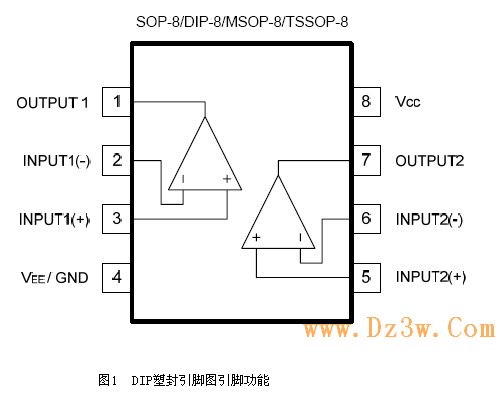 SOP-8/DIP-8/MSOP-8/TSSOP-8
OUTPUT 1 1
8 Vcc
INPUT1(-) 2
7 OUTPUT2
INPUT1(+) 3
6 INPUT2(-)
VEE / GND 4
5 INPUT2(+)
- +
+ -
www.Dz3w.com
图1 DIP塑封引脚图引脚功能